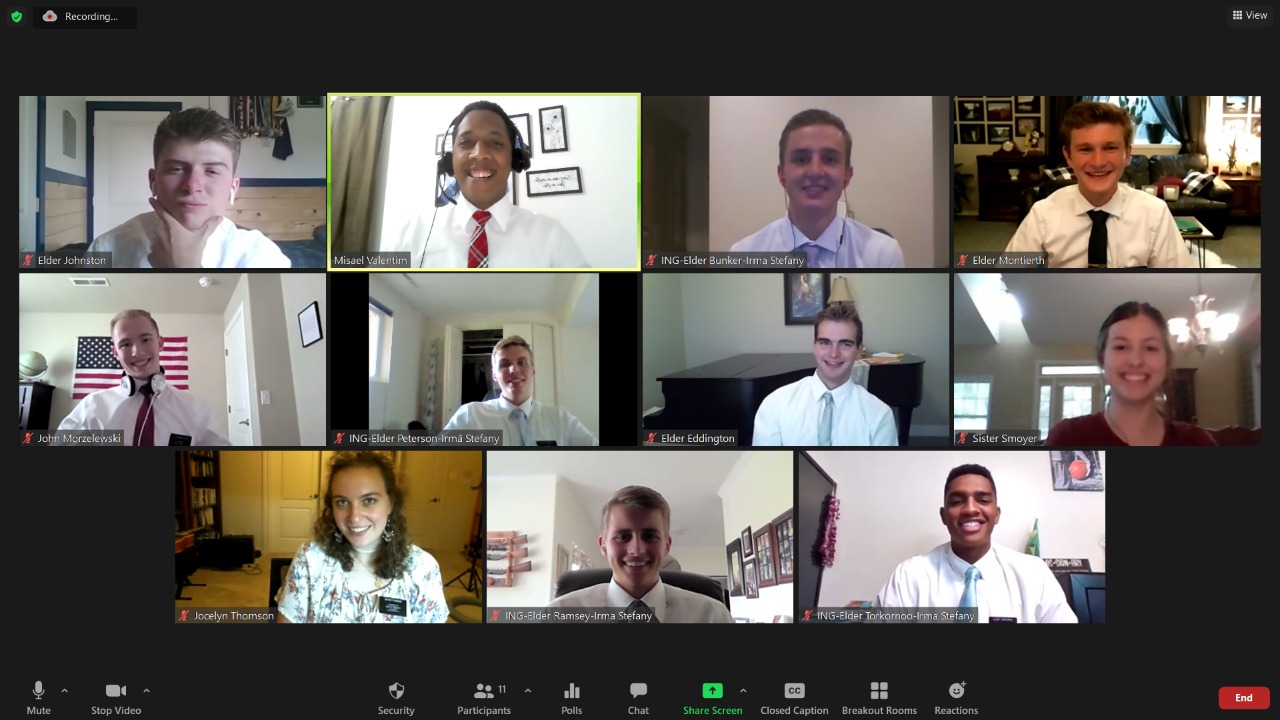 Recording...
View
Elder Johnston
Misael Valentim
ING-Elder Bunker-Irma Stefany
Elder Montierth
John Morzelewski
ING-Elder Peterson-Irmã Stefany
Elder Eddington
Sister Smoyer
Jocelyn Thomson
ING-Elder Ramsey-Irma Stefany
ING-Elder Torkornoo-Irma Stefany
Mute
Stop Video
Security
Participants
11
Polls
Chat
Share Screen
CC
Closed Caption
Breakout Rooms
Reactions
End